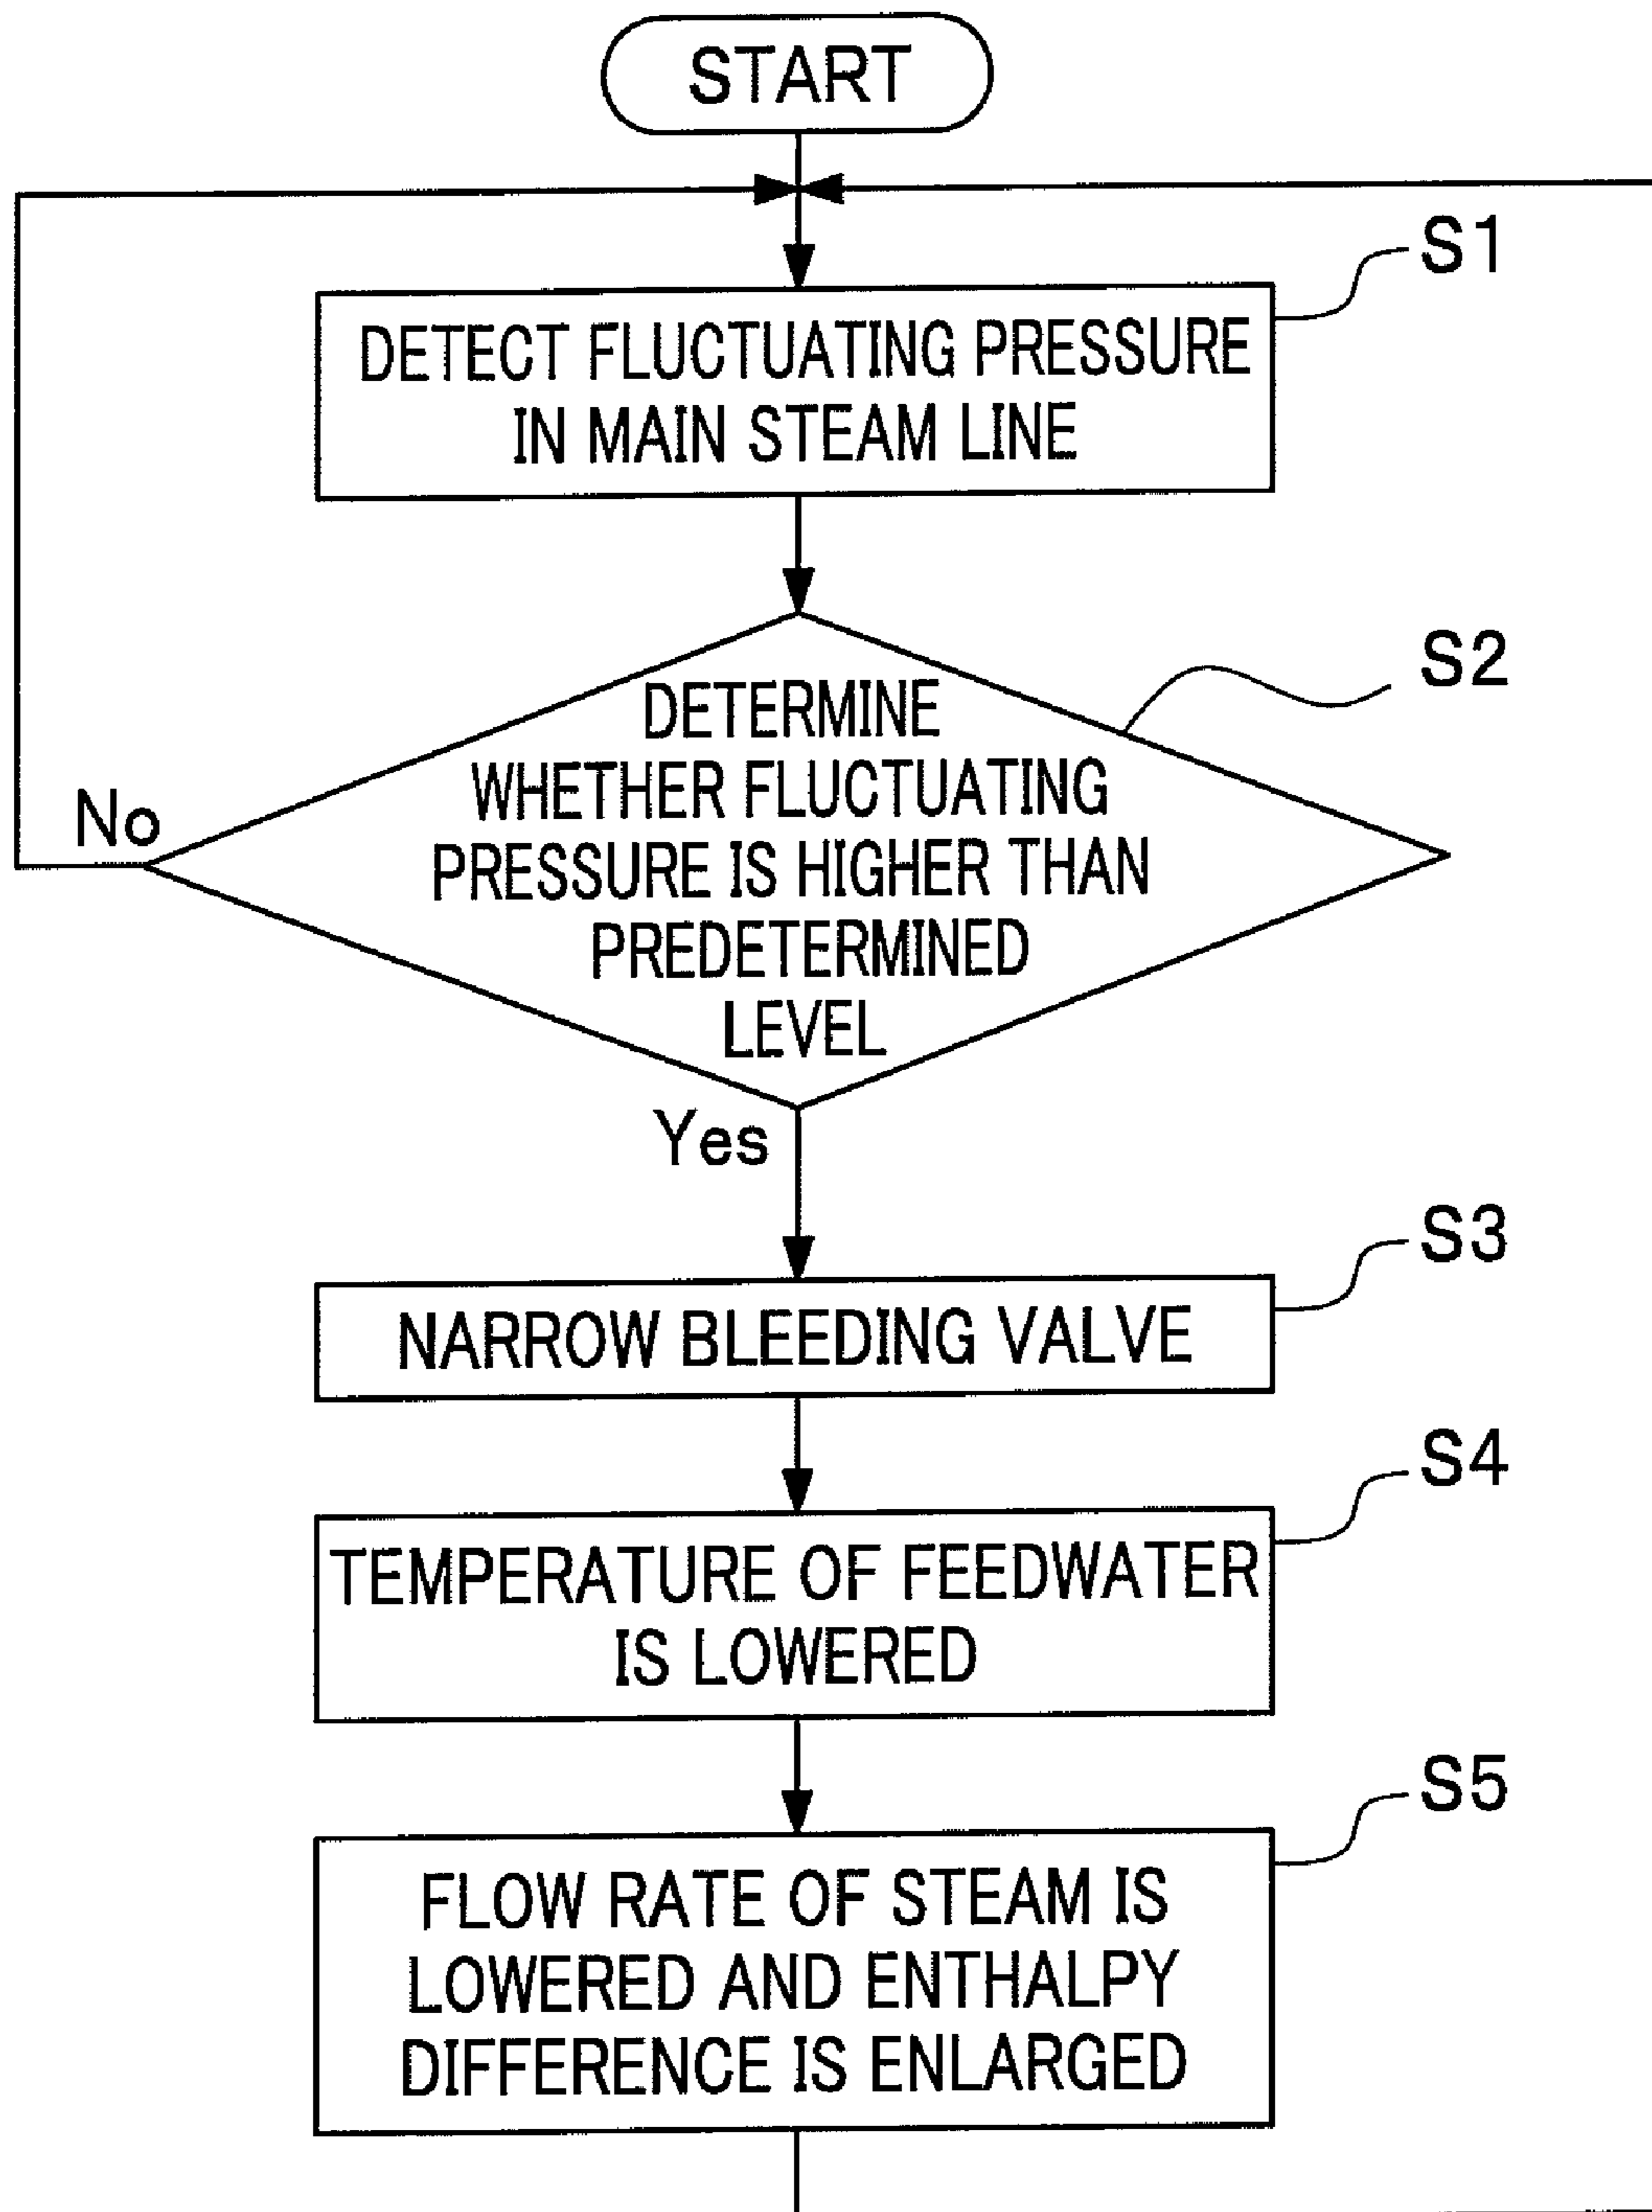 START
S1
DETECT FLUCTUATING PRESSURE
IN MAIN STEAM LINE
S2
DETERMINE
WHETHER FLUCTUATING
PRESSURE IS HIGHER THAN
PREDETERMINED
LEVEL
No
Yes
S3
NARROW BLEEDING VALVE
S4
TEMPERATURE OF FEEDWATER
IS LOWERED
S5
FLOW RATE OF STEAM IS
LOWERED AND ENTHALPY
DIFFERENCE IS ENLARGED